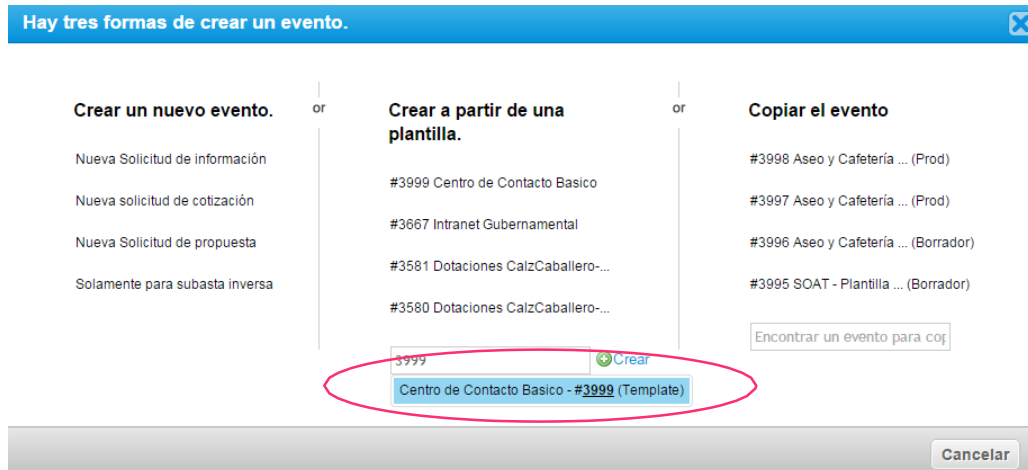 Hay tres formas de crear un evento.
Crear un nuevo evento.
Nueva Solicitud de información
Nueva solicitud de cotización
Nueva Solicitud de propuesta
Solamente para subasta inversa
or
Crear a partir de una
plantilla.
#3999 Centro de Contacto Basico
#3667 Intranet Gubernamental
#3581 Dotaciones CalzCaballero-...
#3580 Dotaciones CalzCaballero-...
3999
Crear
Centro de Contacto Basico - #3999 (Template)
or
Copiar el evento
#3998 Aseo y Cafetería ... (Prod)
#3997 Aseo y Cafetería ... (Prod)
#3996 Aseo y Cafetería ... (Borrador)
#3995 SOAT - Plantilla ... (Borrador)
Encontrar un evento para cop
Cancelar